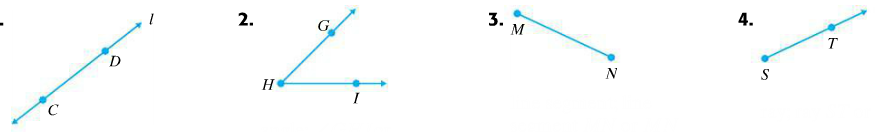 . l D C
2. G H I
3. M N
4. S T